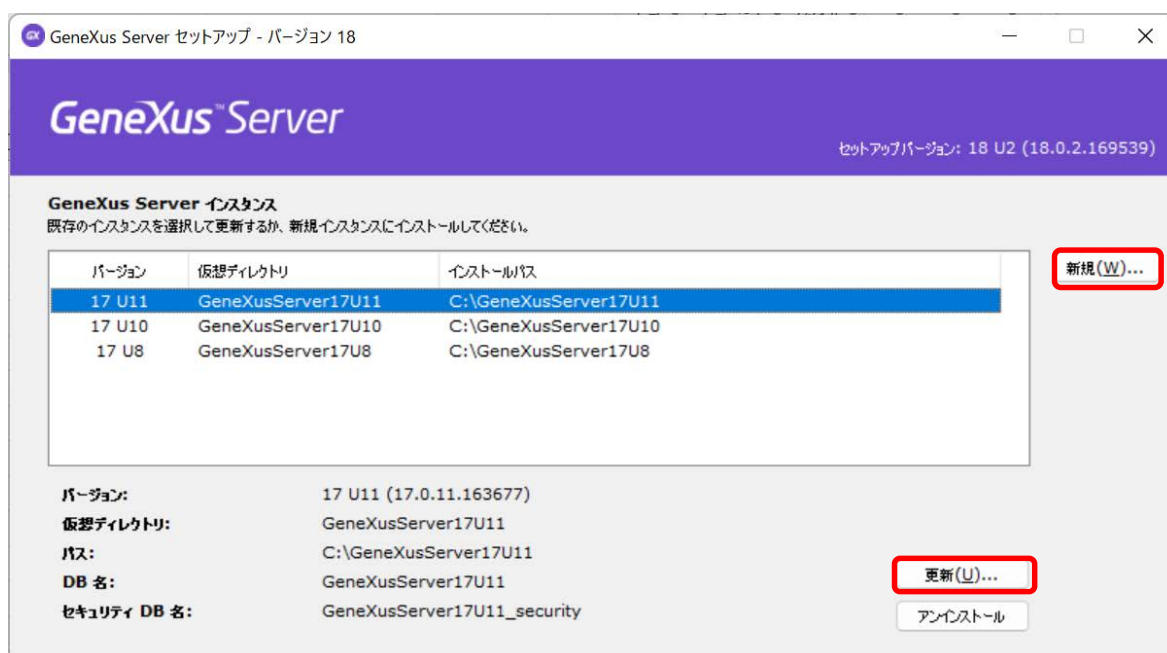 GX GeneXus Server セットアップ - バージョン 18
GeneXus™ Server
セットアップバージョン: 18 U2 (18.0.2.169539)
GeneXus Server インスタンス
既存のインスタンスを選択して更新するか、新規インスタンスにインストールしてください。
バージョン 仮想ディレクトリ インストールパス
新規(W)...
17 U11 GeneXusServer17U11 C:\GeneXusServer17U11
17 U10 GeneXusServer17U10 C:\GeneXusServer17U10
17 U8 GeneXusServer17U8 C:\GeneXusServer17U8
バージョン: 17 U11 (17.0.11.163677)
仮想ディレクトリ: GeneXusServer17U11
パス: C:\GeneXusServer17U11
DB 名: GeneXusServer17U11
更新(U)...
セキュリティ DB 名: GeneXusServer17U11_security
アンインストール